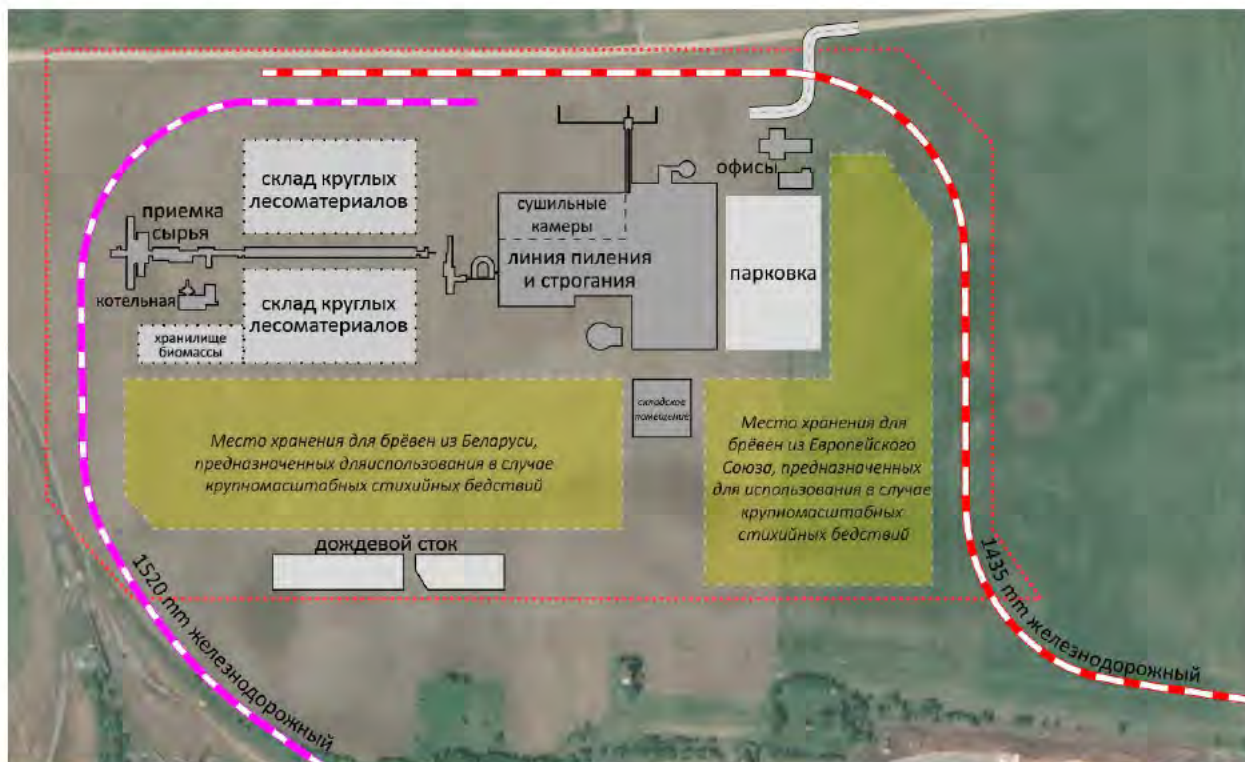 склад круглых
лесоматериалов
приемка
сырья
котельная
склад круглых
лесоматериалов
хранилище
биомассы
сушильные
камеры
линия пиления
и строгания
офисы
парковка
складское
помещение
Место хранения для брёвен из Беларуси,
предназначенных дляиспользования в случае
крупномасштабных стихийных бедствий
Место хранения для
брёвен из Европейского
Союза, предназначенных
для использования в случае
крупномасштабных
стихийных бедствий
дождевой сток
1520 mm железнодорожный
1435 mm железнодорожный